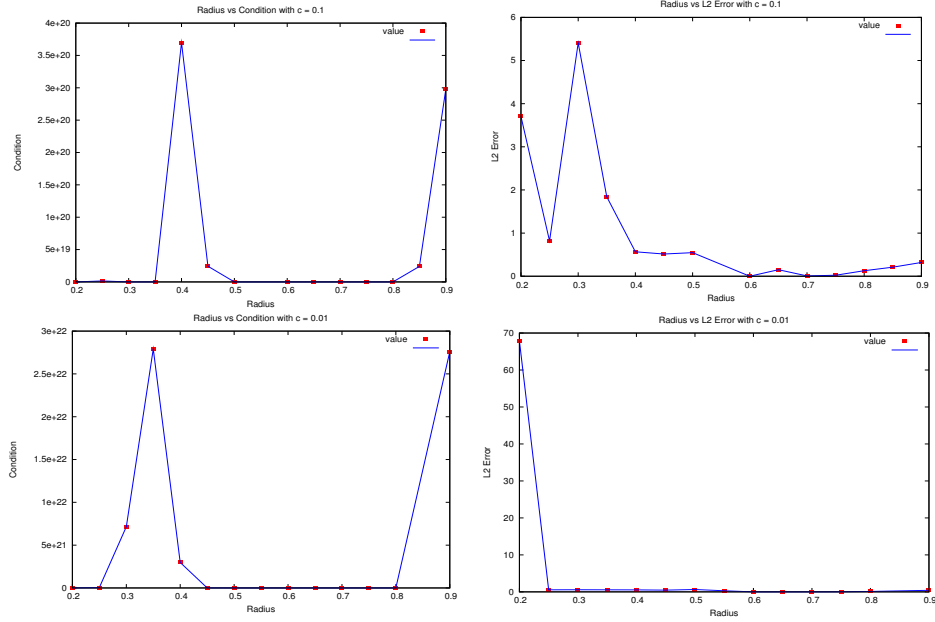 Radius vs Condition with c = 0.1
value
Condition
4e+20
3.5e+20
3e+20
2.5e+20
2e+20
1.5e+20
1e+20
5e+19
0
0.2 0.3 0.4 0.5 0.6 0.7 0.8 0.9
Radius
Radius vs L2 Error with c = 0.1
value
L2 Error
6
5
4
3
2
1
0
0.2 0.3 0.4 0.5 0.6 0.7 0.8 0.9
Radius
Radius vs Condition with c = 0.01
value
Condition
3e+22
2.5e+22
2e+22
1.5e+22
1e+22
5e+21
0
0.2 0.3 0.4 0.5 0.6 0.7 0.8 0.9
Radius
Radius vs L2 Error with c = 0.01
value
L2 Error
70
60
50
40
30
20
10
0
0.2 0.3 0.4 0.5 0.6 0.7 0.8 0.9
Radius